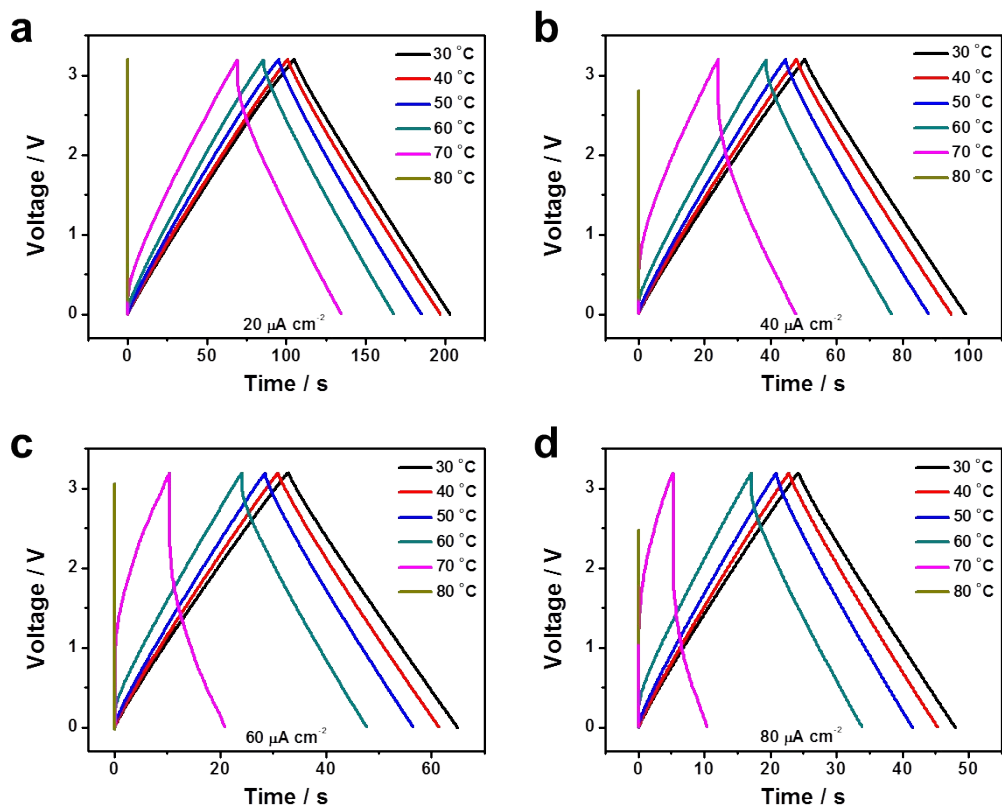 a
Voltage / V
3
2
1
0
30 °C
40 °C
50 °C
60 °C
70 °C
80 °C
20 μA cm⁻²
0 50 100 150 200
Time / s
b
Voltage / V
3
2
1
0
30 °C
40 °C
50 °C
60 °C
70 °C
80 °C
40 μA cm⁻²
0 20 40 60 80 100
Time / s
c
Voltage / V
3
2
1
0
30 °C
40 °C
50 °C
60 °C
70 °C
80 °C
60 μA cm⁻²
0 20 40 60
Time / s
d
Voltage / V
3
2
1
0
30 °C
40 °C
50 °C
60 °C
70 °C
80 °C
80 μA cm⁻²
0 10 20 30 40 50
Time / s